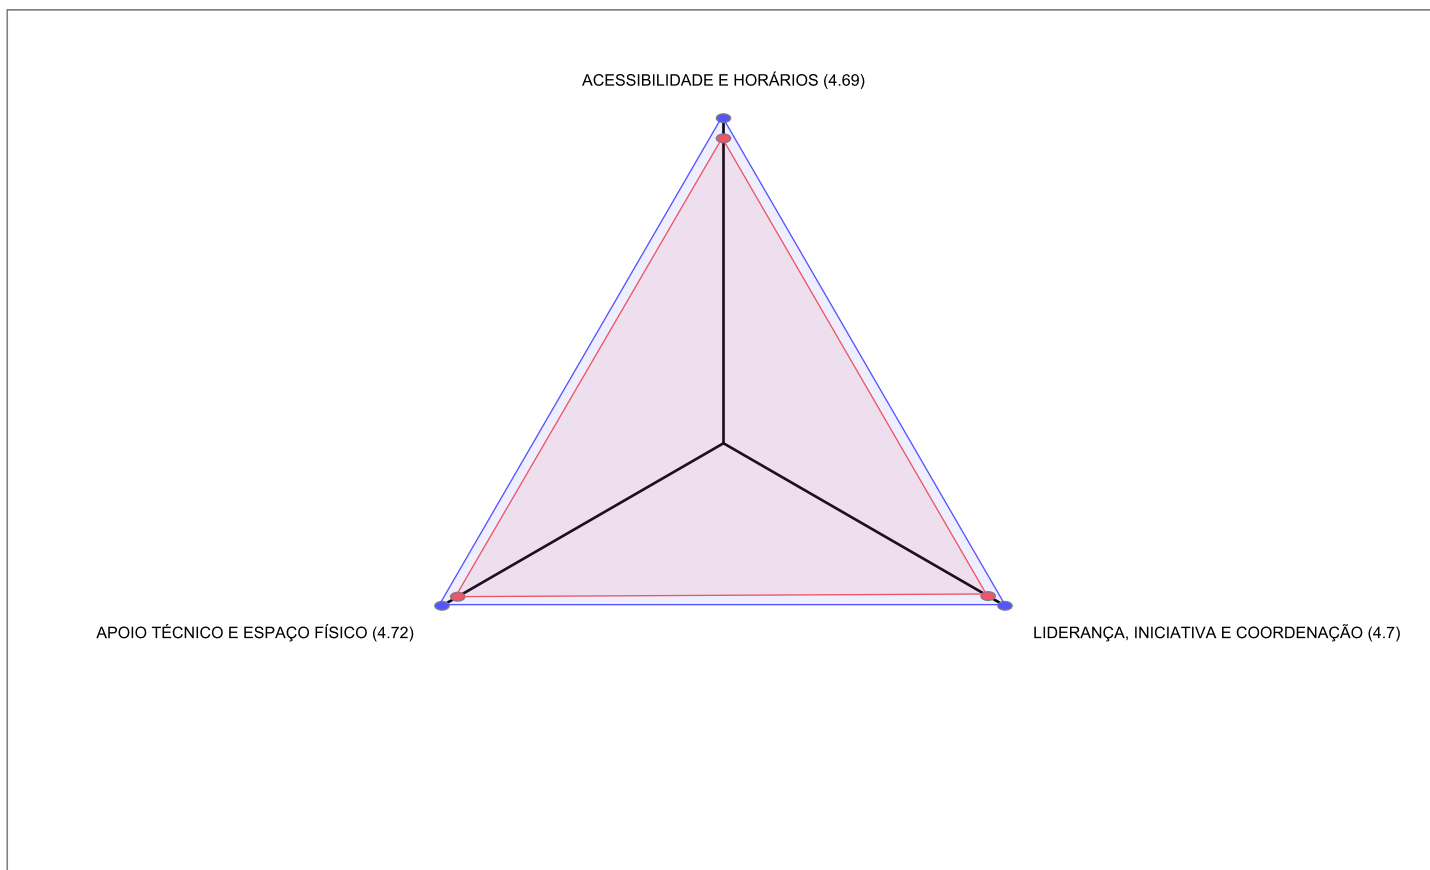 ACESSIBILIDADE E HORÁRIOS (4.69)
APOIO TÉCNICO E ESPAÇO FÍSICO (4.72)
LIDERANÇA, INICIATIVA E COORDENAÇÃO (4.7)